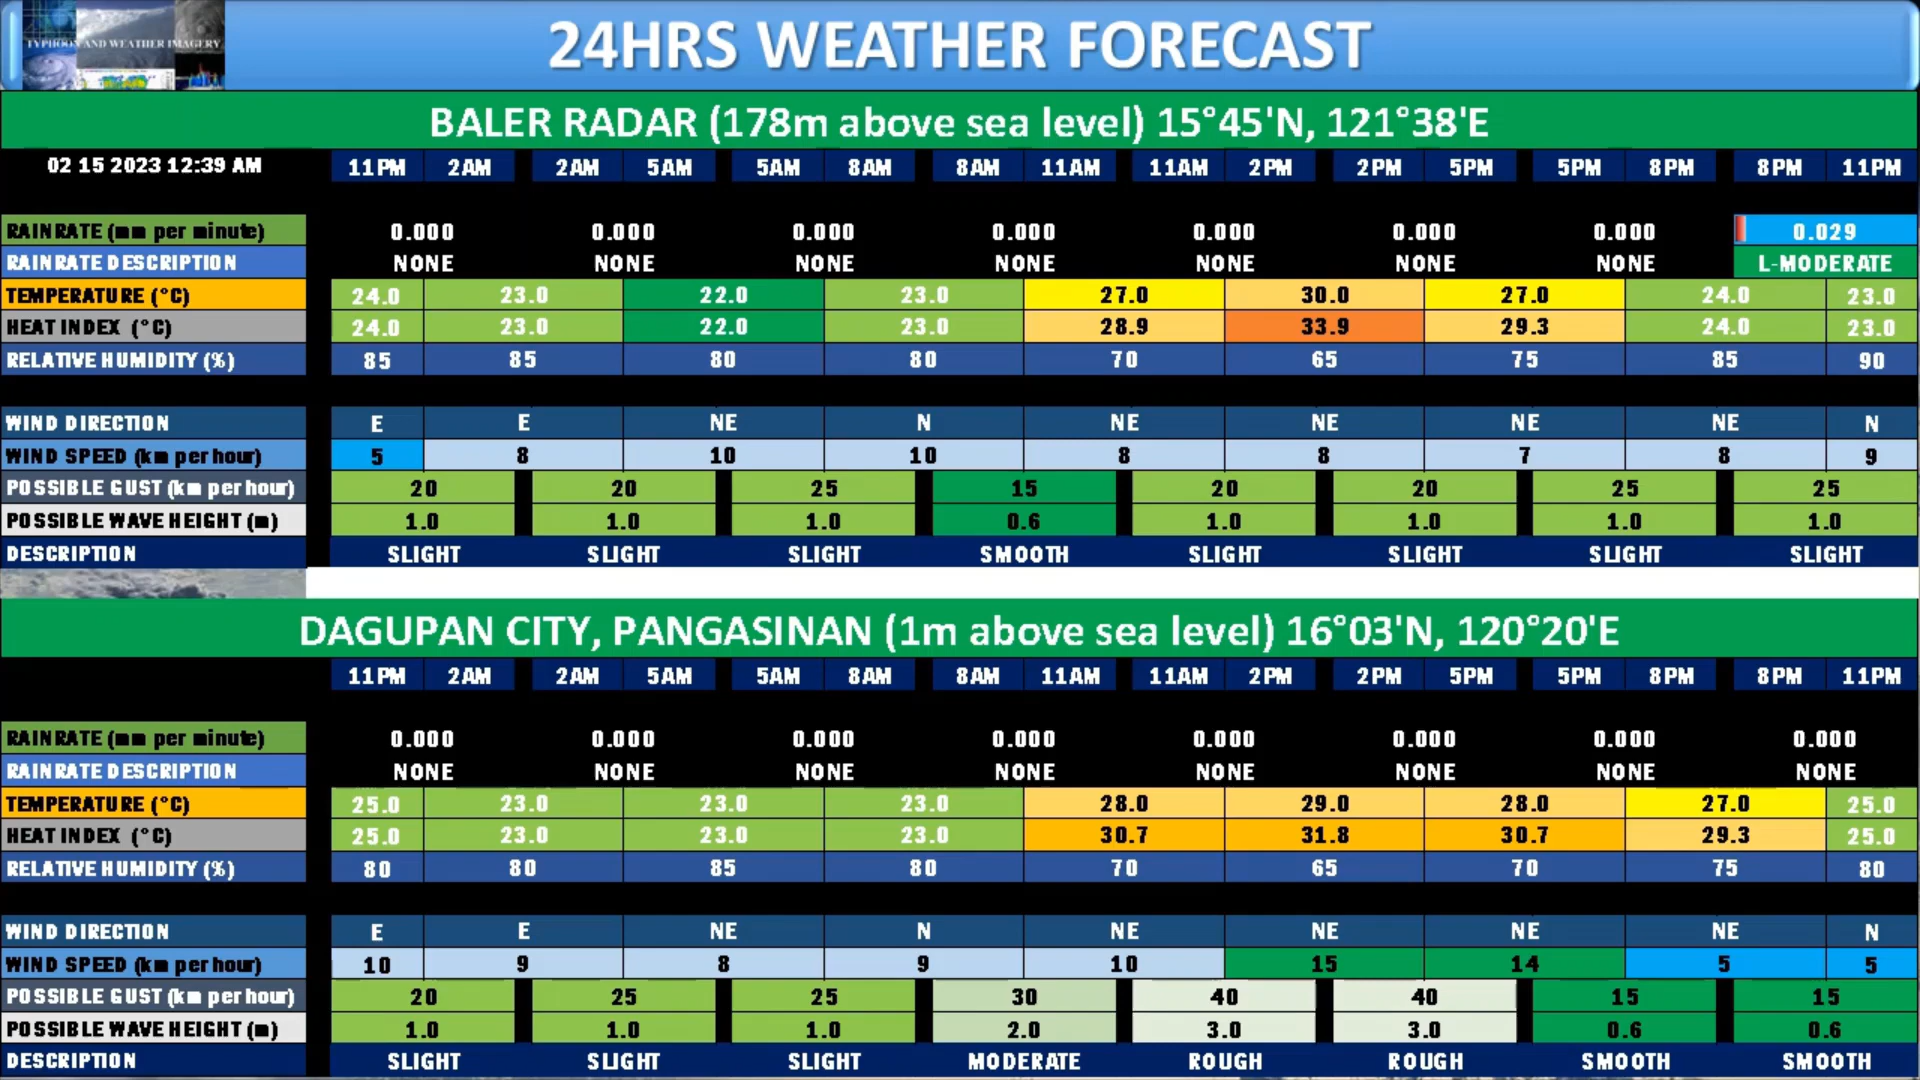 TYPHOON AND WEATHER IMAGERY
24HRS WEATHER FORECAST
BALER RADAR (178m above sea level) 15°45'N, 121°38'E
02 15 2023 12:39 AM 11PM 2AM 2AM 5AM 5AM 8AM 8AM 11AM 11AM 2PM 2PM 5PM 5PM 8PM 8PM 11PM
RAINRATE (mm per minute) 0.000 0.000 0.000 0.000 0.000 0.000 0.000 0.029
RAINRATE DESCRIPTION NONE NONE NONE NONE NONE NONE NONE L-MODERATE
TEMPERATURE (°C) 24.0 23.0 22.0 23.0 27.0 30.0 27.0 24.0 23.0
HEAT INDEX (°C) 24.0 23.0 22.0 23.0 28.9 33.9 29.3 24.0 23.0
RELATIVE HUMIDITY (%) 85 85 80 80 70 65 75 85 90
WIND DIRECTION E E NE N NE NE NE NE N
WIND SPEED (km per hour) 5 8 10 10 8 8 7 8 9
POSSIBLE GUST (km per hour) 20 20 25 15 20 20 25 25
POSSIBLE WAVE HEIGHT (m) 1.0 1.0 1.0 0.6 1.0 1.0 1.0 1.0
DESCRIPTION SLIGHT SLIGHT SLIGHT SMOOTH SLIGHT SLIGHT SLIGHT SLIGHT
DAGUPAN CITY, PANGASINAN (1m above sea level) 16°03'N, 120°20'E
11PM 2AM 2AM 5AM 5AM 8AM 8AM 11AM 11AM 2PM 2PM 5PM 5PM 8PM 8PM 11PM
RAINRATE (mm per minute) 0.000 0.000 0.000 0.000 0.000 0.000 0.000 0.000
RAINRATE DESCRIPTION NONE NONE NONE NONE NONE NONE NONE NONE
TEMPERATURE (°C) 25.0 23.0 23.0 23.0 28.0 29.0 28.0 27.0 25.0
HEAT INDEX (°C) 25.0 23.0 23.0 23.0 30.7 31.8 30.7 29.3 25.0
RELATIVE HUMIDITY (%) 80 80 85 80 70 65 70 75 80
WIND DIRECTION E E NE N NE NE NE NE N
WIND SPEED (km per hour) 10 9 8 9 10 15 14 5 5
POSSIBLE GUST (km per hour) 20 25 25 30 40 40 15 15
POSSIBLE WAVE HEIGHT (m) 1.0 1.0 1.0 2.0 3.0 3.0 0.6 0.6
DESCRIPTION SLIGHT SLIGHT SLIGHT MODERATE ROUGH ROUGH SMOOTH SMOOTH